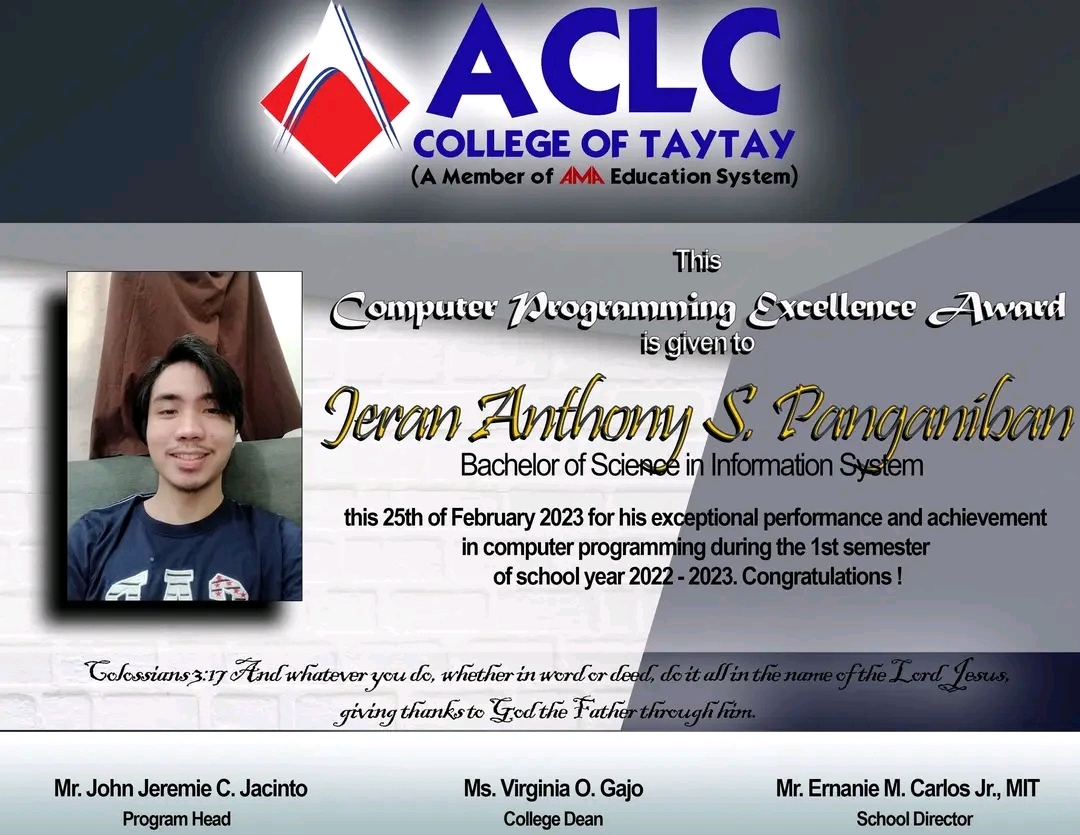 ACLC
COLLEGE OF TAYTAY
(A Member of AMA Education System)
This
Computer Programming Excellence Award
is given to
Jeran Anthony S. Panganiban
Bachelor of Science in Information System
this 25th of February 2023 for his exceptional performance and achievement
in computer programming during the 1st semester
of school year 2022 - 2023. Congratulations !
Colossians 3:17 And whatever you do, whether in word or deed, do it all in the name of the Lord Jesus,
giving thanks to God the Father through him.
Mr. John Jeremie C. Jacinto
Program Head
Ms. Virginia O. Gajo
College Dean
Mr. Ernanie M. Carlos Jr., MIT
School Director